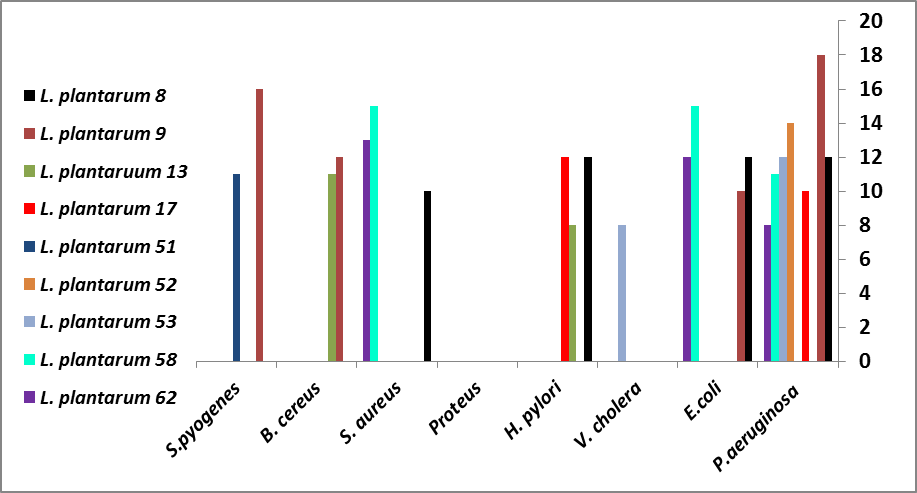 L. plantarum 8
L. plantarum 9
L. plantaruum 13
L. plantarum 17
L. plantarum 51
L. plantarum 52
L. plantarum 53
L. plantarum 58
L. plantarum 62
20
18
16
14
12
10
8
6
4
2
0
S.pyogenes
B. cereus
S. aureus
Proteus
H. pylori
V. cholera
E.coli
P.aeruginosa